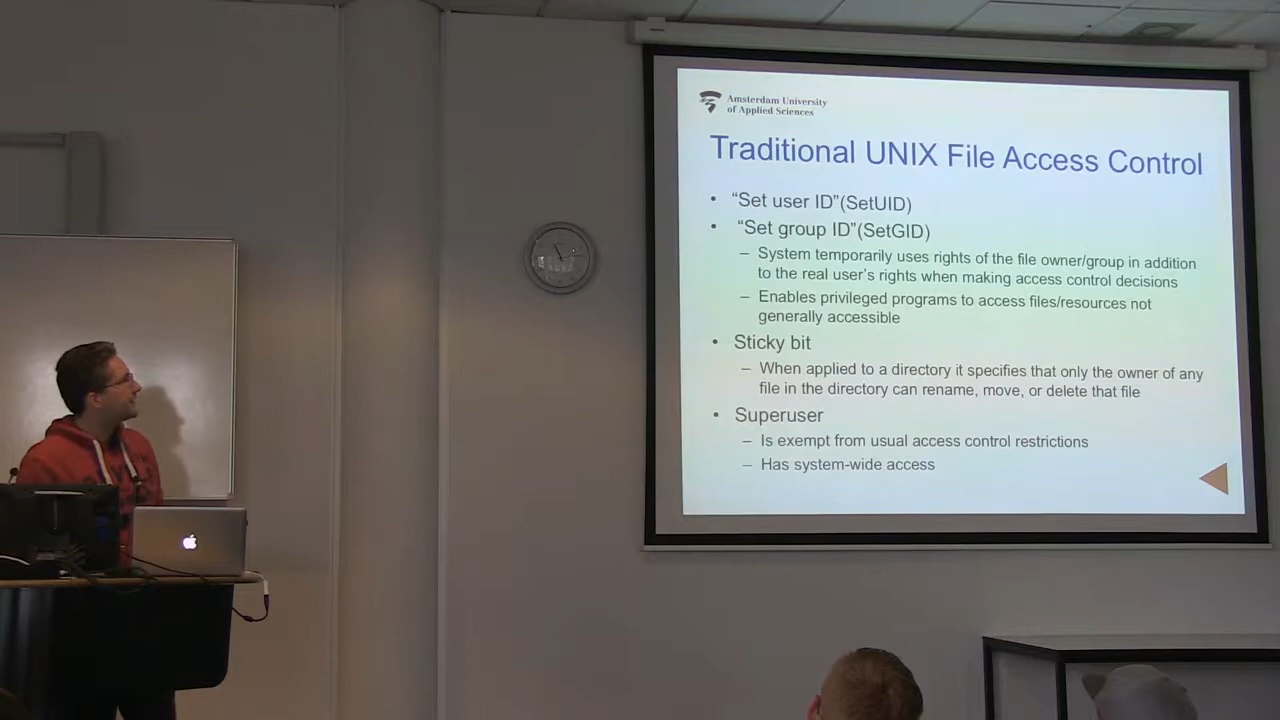 Amsterdam University
of Applied Sciences
Traditional UNIX File Access Control
• “Set user ID”(SetUID)
• “Set group ID”(SetGID)
– System temporarily uses rights of the file owner/group in addition
to the real user’s rights when making access control decisions
– Enables privileged programs to access files/resources not
generally accessible
• Sticky bit
– When applied to a directory it specifies that only the owner of any
file in the directory can rename, move, or delete that file
• Superuser
– Is exempt from usual access control restrictions
– Has system-wide access